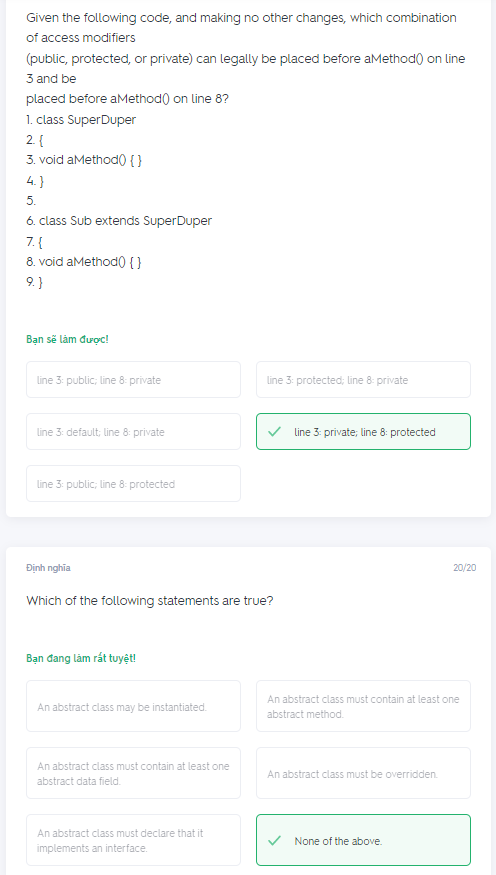 Given the following code, and making no other changes, which combination
of access modifiers
(public, protected, or private) can legally be placed before aMethod() on line
3 and be
placed before aMethod() on line 8?
1. class SuperDuper
2. {
3. void aMethod() { }
4. }
5.
6. class Sub extends SuperDuper
7. {
8. void aMethod() { }
9. }
Bạn sẽ làm được!
line 3: public; line 8: private
line 3: protected; line 8: private
line 3: default; line 8: private
line 3: private; line 8: protected
line 3: public; line 8: protected
Định nghĩa
20/20
Which of the following statements are true?
Bạn đang làm rất tuyệt!
An abstract class may be instantiated.
An abstract class must contain at least one
abstract method.
An abstract class must contain at least one
abstract data field.
An abstract class must be overridden.
An abstract class must declare that it
implements an interface.
None of the above.